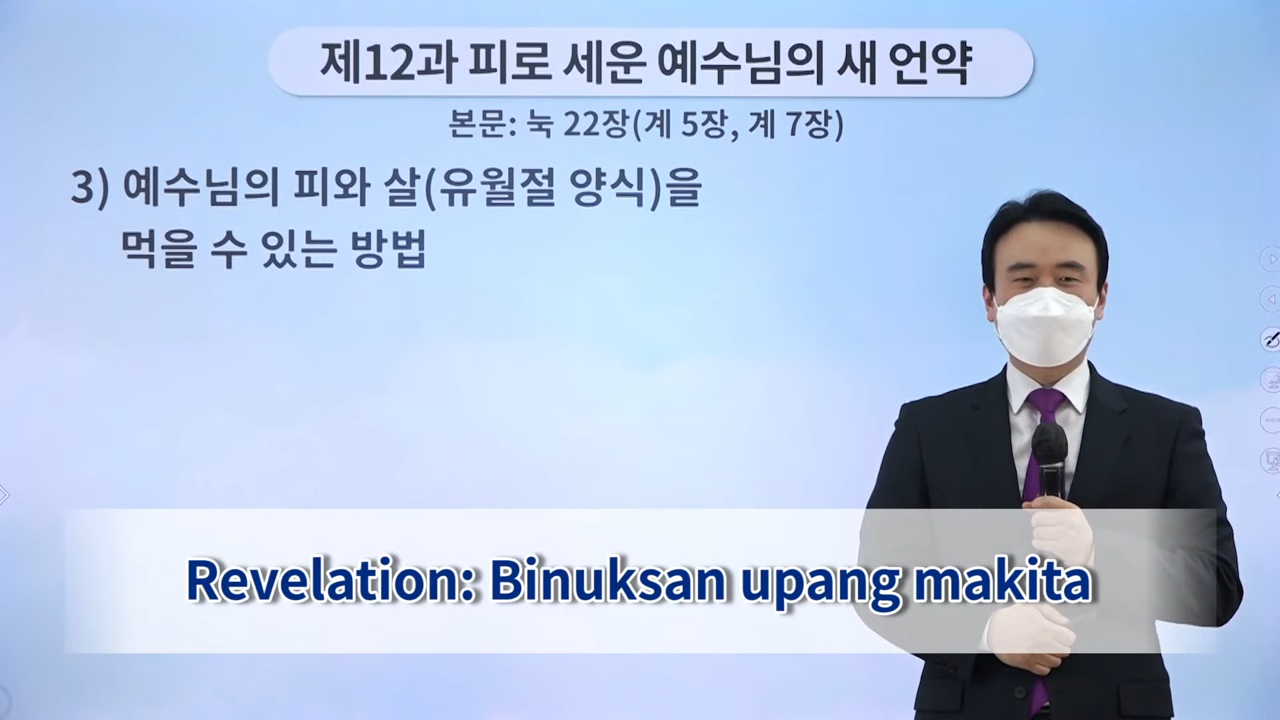 제12과 피로 세운 예수님의 새 언약
본문: 눅 22장(계 5장, 계 7장)
3) 예수님의 피와 살(유월절 양식)을
먹을 수 있는 방법
Revelation: Binuksan upang makita